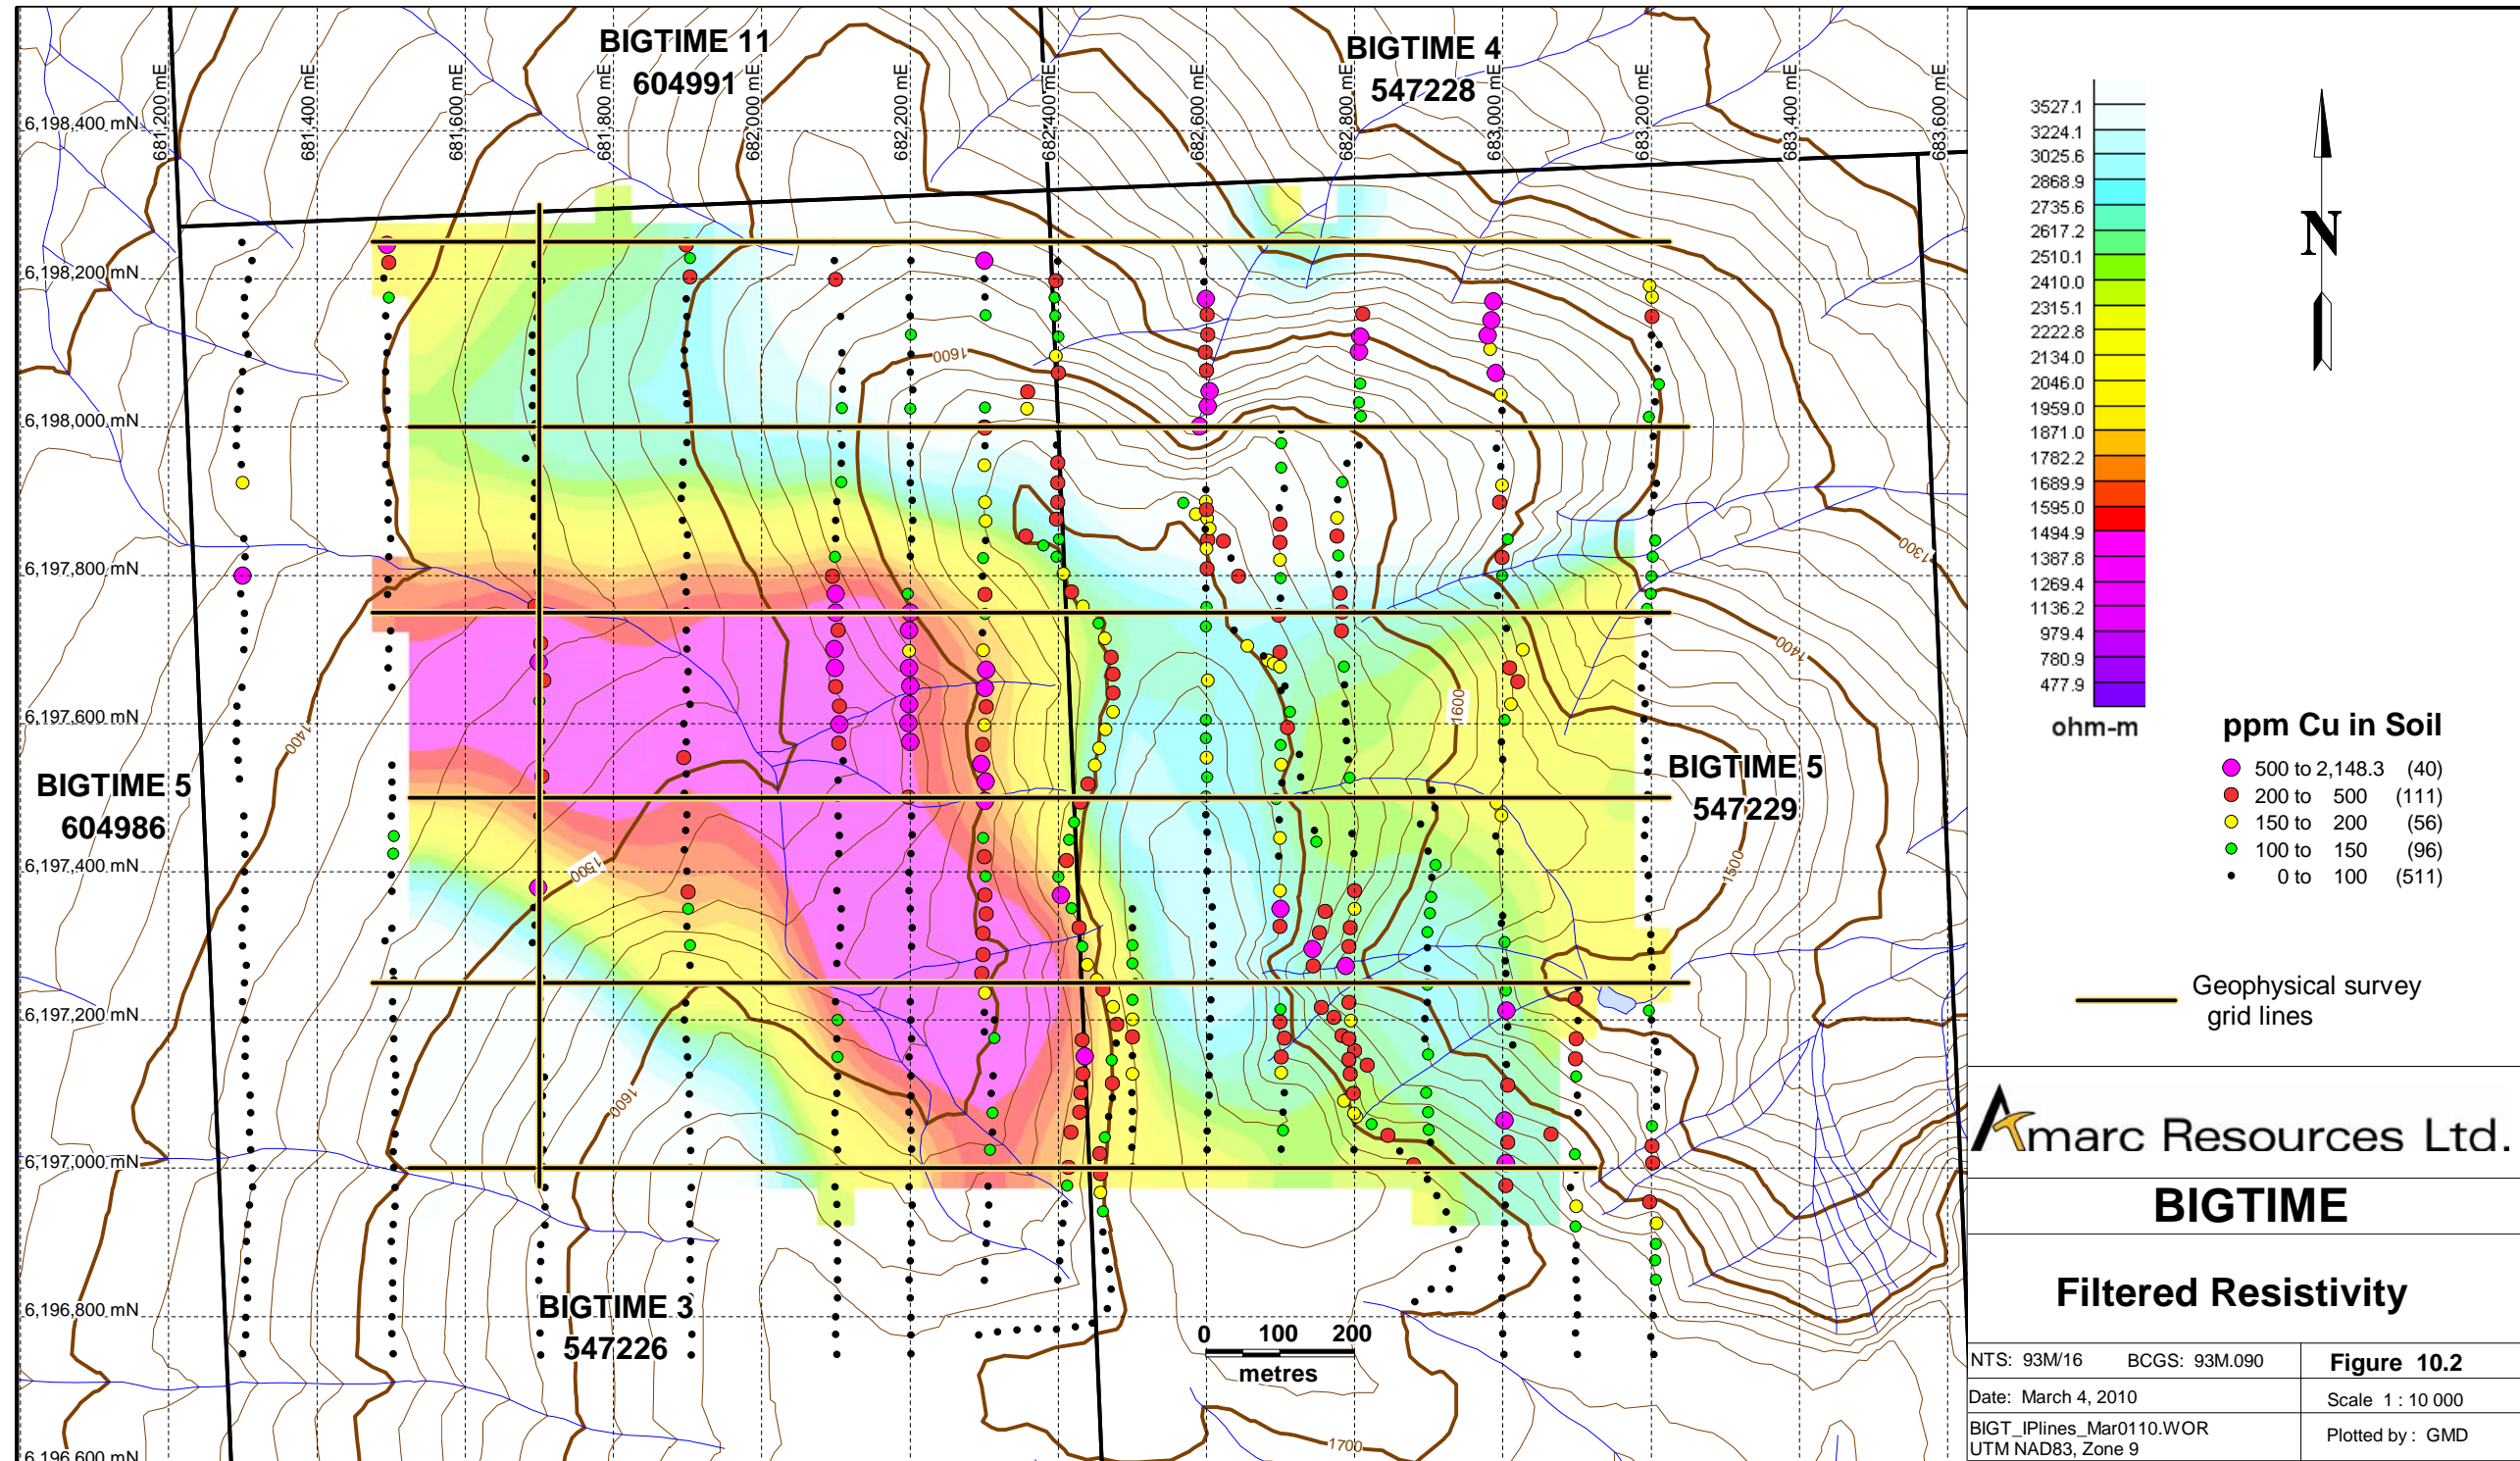 BIGTIME 11
604991
BIGTIME 4
547228
681,200 mE
681,400 mE
681,600 mE
681,800 mE
682,000 mE
682,200 mE
682,400 mE
682,600 mE
682,800 mE
683,000 mE
683,200 mE
683,400 mE
683,600 mE
6,198,400 mN
6,198,200 mN
6,198,000 mN
6,197,800 mN
6,197,600 mN
6,197,400 mN
6,197,200 mN
6,197,000 mN
6,196,800 mN
6,196,600 mN
1600
1300
1400
1600
1400
1500
1500
1600
1700
BIGTIME 5
604986
BIGTIME 5
547229
BIGTIME 3
547226
0 100 200
metres
3527.1
3224.1
3025.6
2868.9
2735.6
2617.2
2510.1
2410.0
2315.1
2222.8
2134.0
2046.0
1959.0
1871.0
1782.2
1689.9
1595.0
1494.9
1387.8
1269.4
1136.2
979.4
780.9
477.9
ohm-m
N
ppm Cu in Soil
500 to 2,148.3 (40)
200 to 500 (111)
150 to 200 (56)
100 to 150 (96)
0 to 100 (511)
Geophysical survey
grid lines
Amarc Resources Ltd.
BIGTIME
Filtered Resistivity
NTS: 93M/16 BCGS: 93M.090
Figure 10.2
Date: March 4, 2010
Scale 1 : 10 000
BIGT_IPlines_Mar0110.WOR
UTM NAD83, Zone 9
Plotted by : GMD